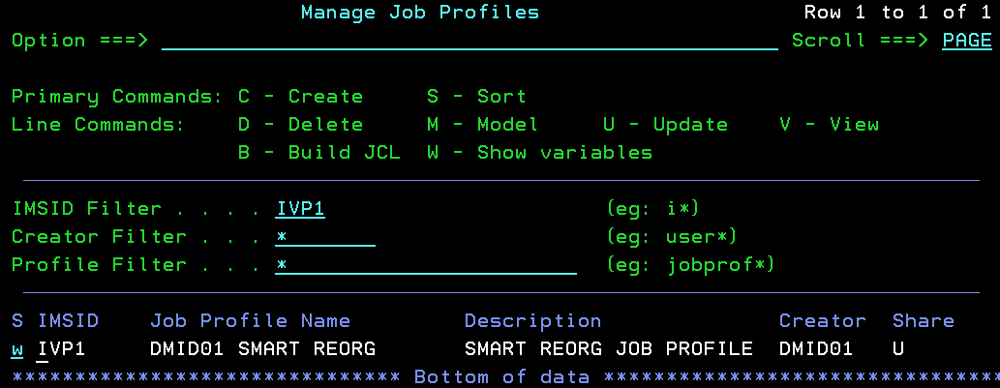 Manage Job Profiles Row 1 to 1 of 1
Option ===> Scroll ===> PAGE
Primary Commands: C - Create S - Sort
Line Commands: D - Delete M - Model U - Update V - View
B - Build JCL W - Show variables
IMSID Filter . . . . IVP1 (eg: i*)
Creator Filter . . . * (eg: user*)
Profile Filter . . . * (eg: jobprof*)
S IMSID Job Profile Name Description Creator Share
w IVP1 DMID01 SMART REORG SMART REORG JOB PROFILE DMID01 U
******************************* Bottom of data ********************************